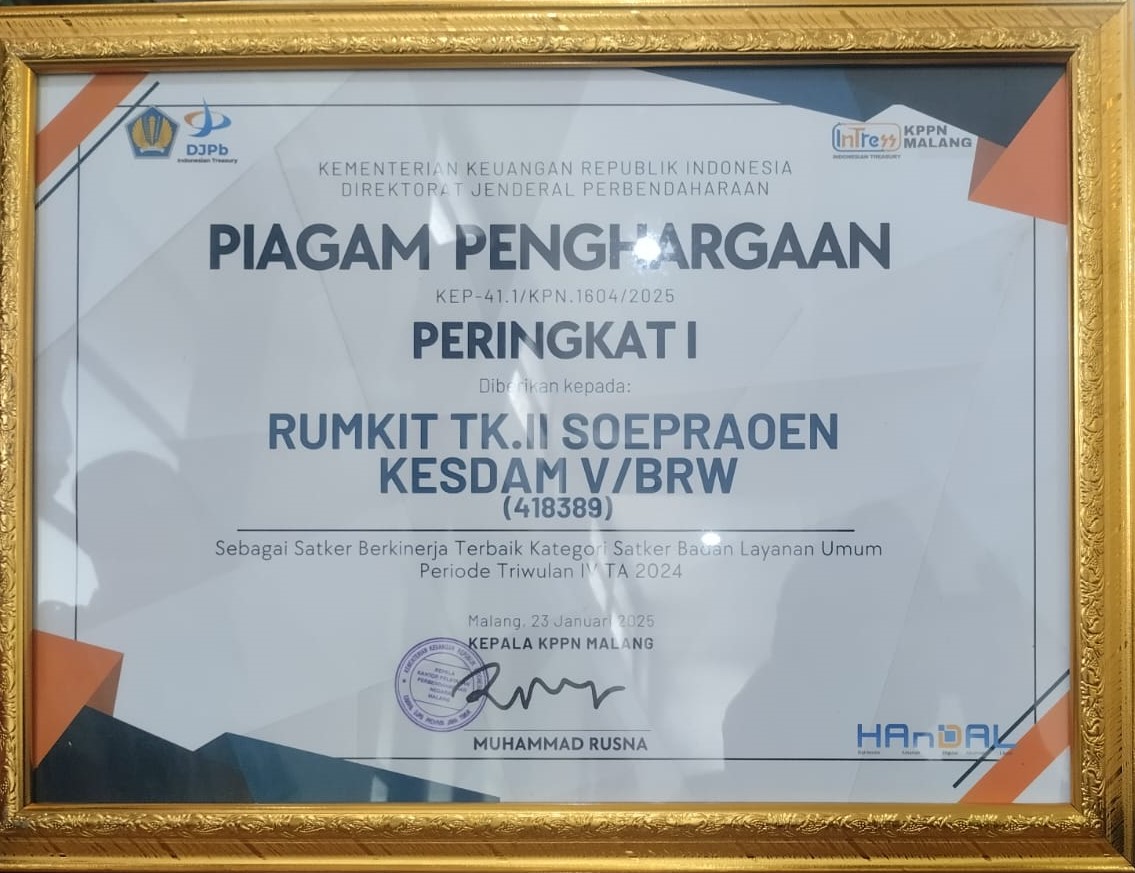 DJPb
Indonesian Treasury
InTress KPPN MALANG
INDONESIAN TREASURY
KEMENTERIAN KEUANGAN REPUBLIK INDONESIA
DIREKTORAT JENDERAL PERBENDAHARAAN
PIAGAM PENGHARGAAN
KEP-41.1/KPN.1604/2025
PERINGKAT I
Diberikan kepada:
RUMKIT TK.II SOEPRAOEN
KESDAM V/BRW
(418389)
Sebagai Satker Berkinerja Terbaik Kategori Satker Badan Layanan Umum
Periode Triwulan IV TA 2024
Malang, 23 Januari 2025
KEPALA KPPN MALANG
MUHAMMAD RUSNA
HAnDAL